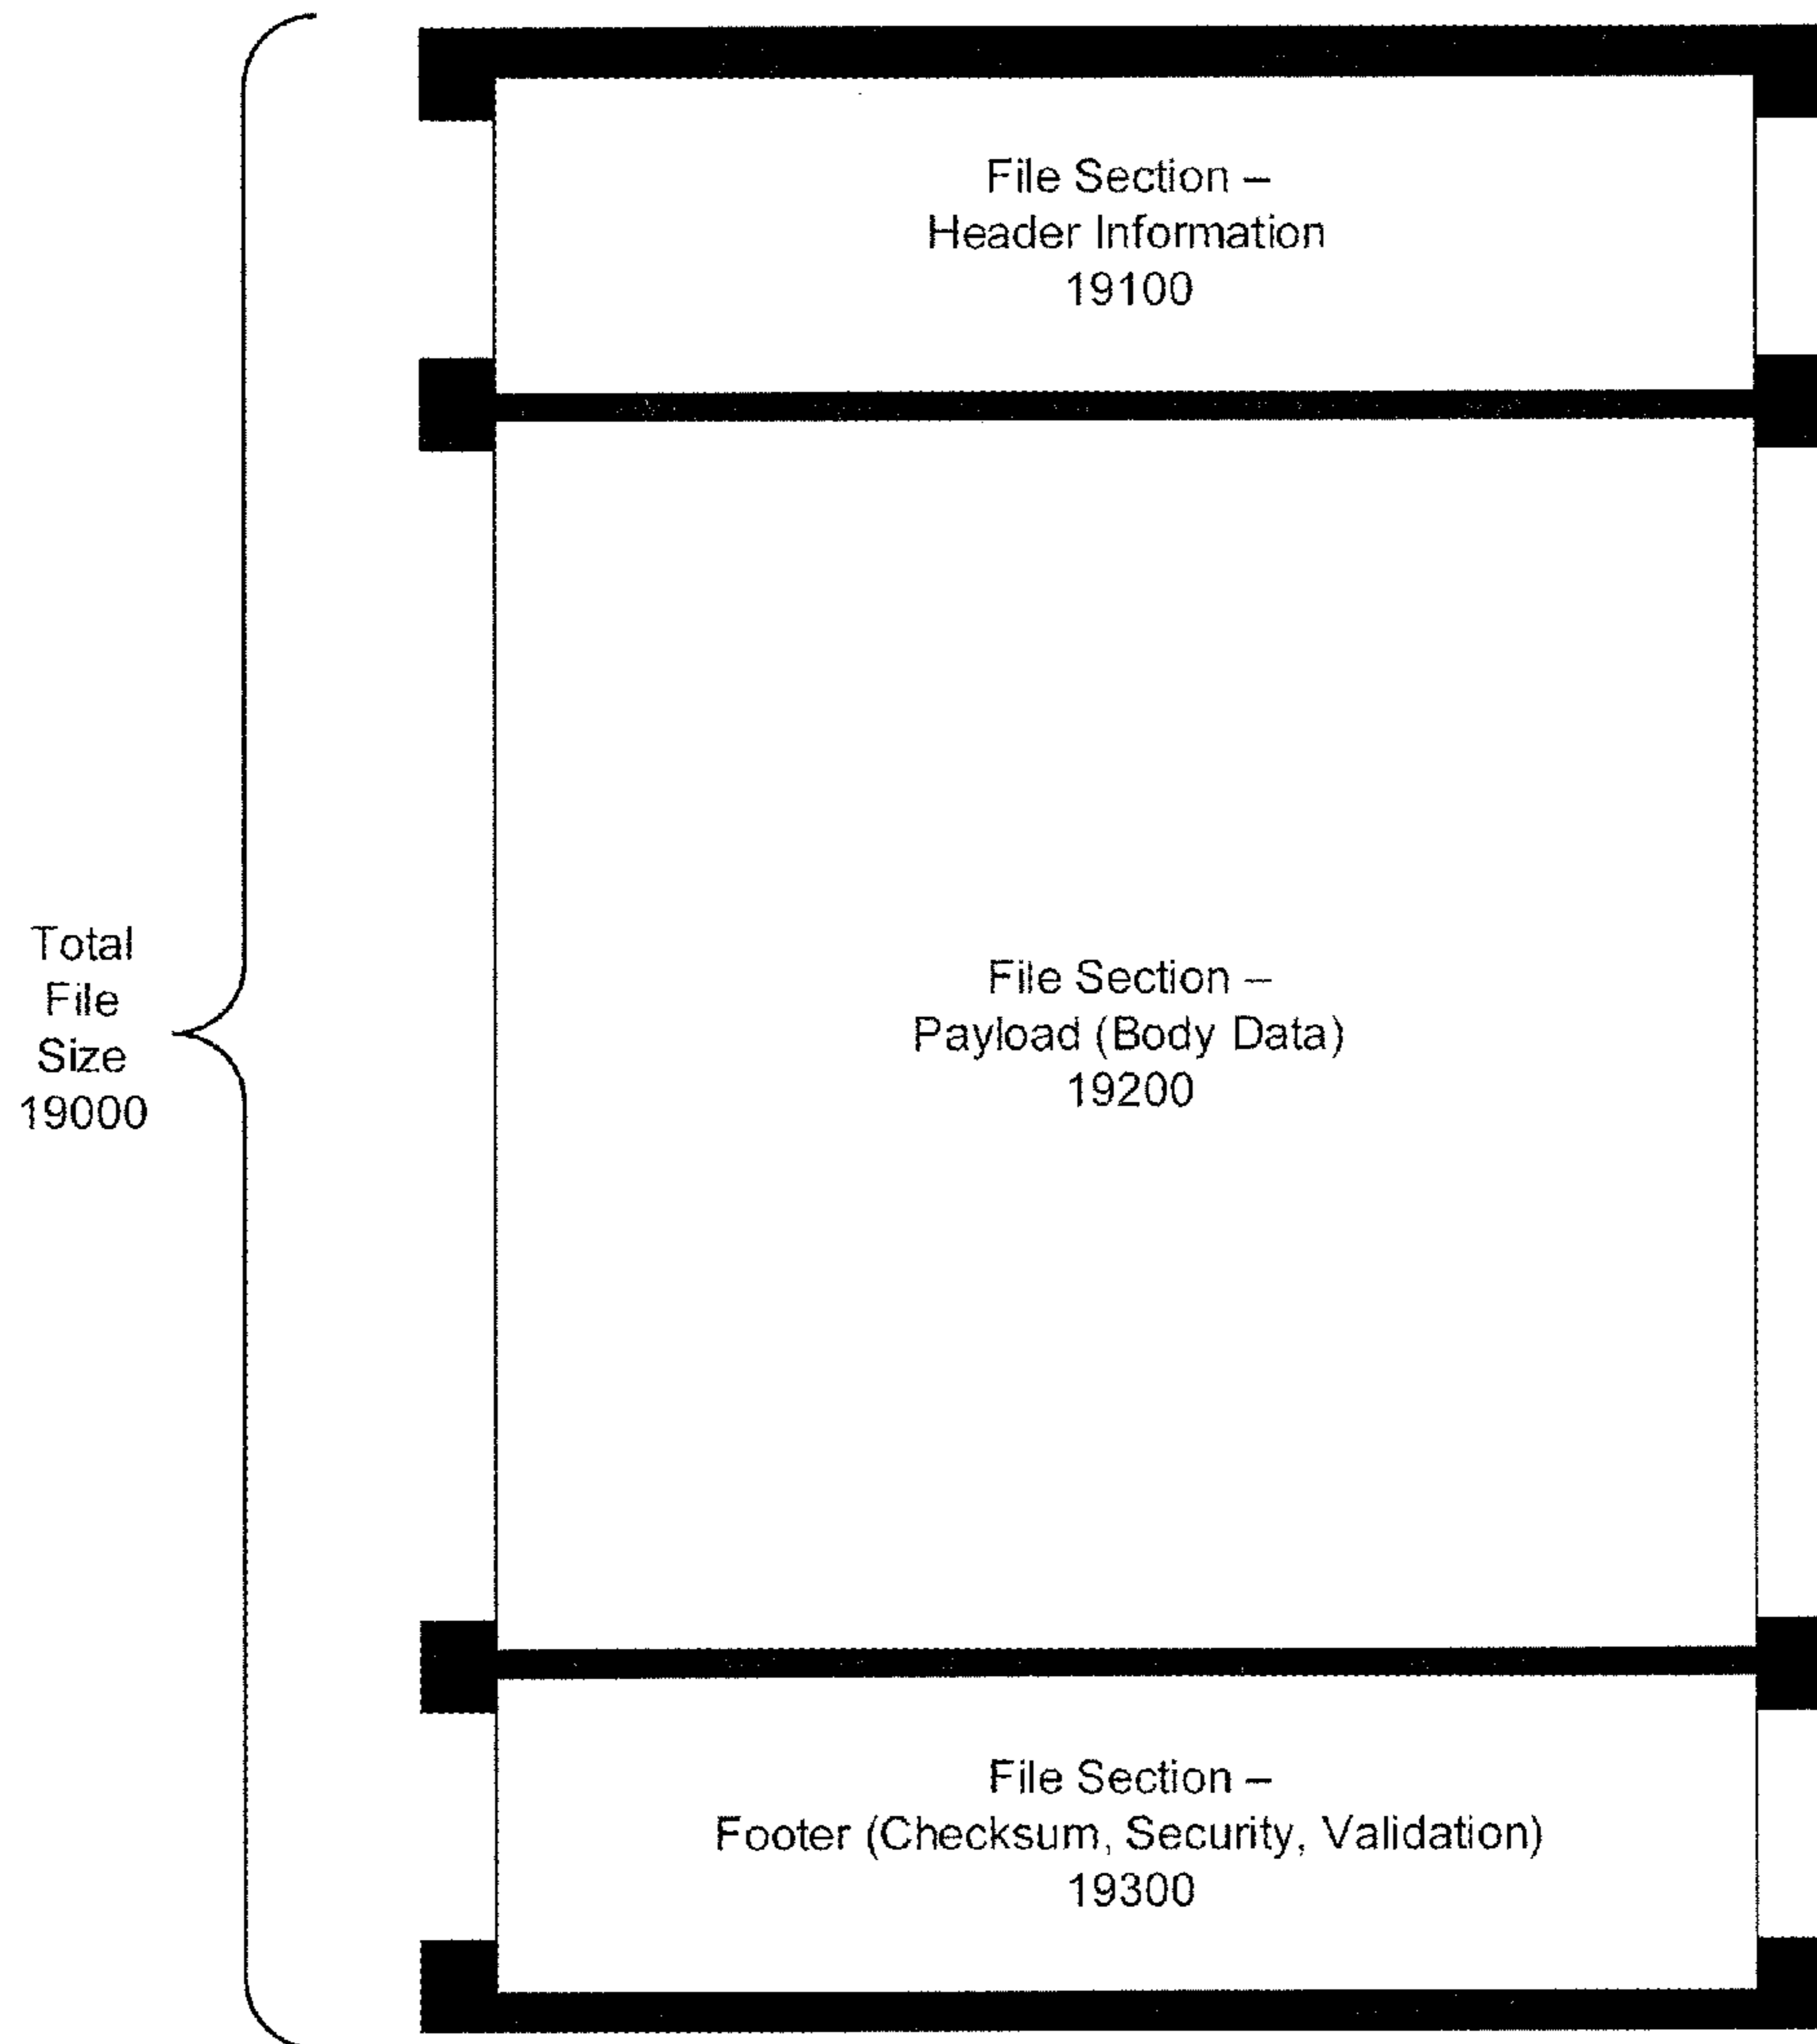 File Section –
Header Information
19100
Total
File
Size
19000
File Section –
Payload (Body Data)
19200
File Section –
Footer (Checksum, Security, Validation)
19300